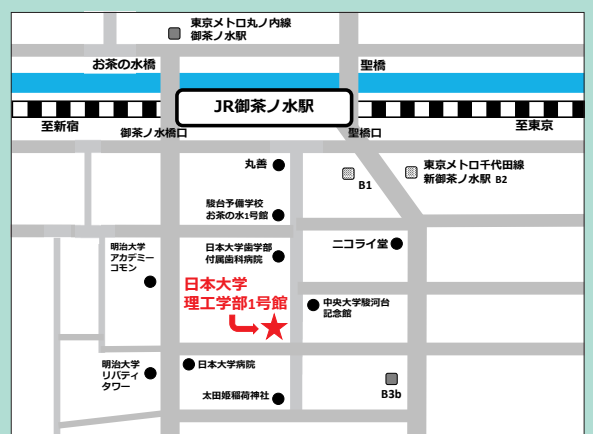 東京メトロ丸ノ内線
御茶ノ水駅
お茶の水橋
聖橋
JR御茶ノ水駅
至新宿
至東京
御茶ノ水橋口
聖橋口
丸善
東京メトロ千代田線
新御茶ノ水駅 B2
B1
駿台予備学校
お茶の水1号館
明治大学
アカデミー
コモン
日本大学歯学部
付属歯科病院
ニコライ堂
日本大学
理工学部1号館
中央大学駿河台
記念館
明治大学
リバティ
タワー
日本大学病院
太田姫稲荷神社
B3b